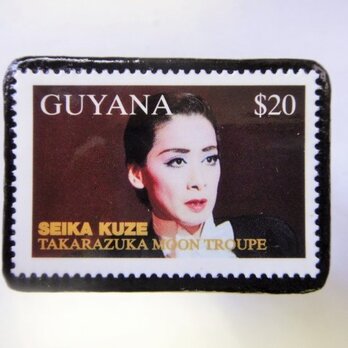 GUYANA $20
SEIKA KUZE
TAKARAZUKA MOON TROUPE